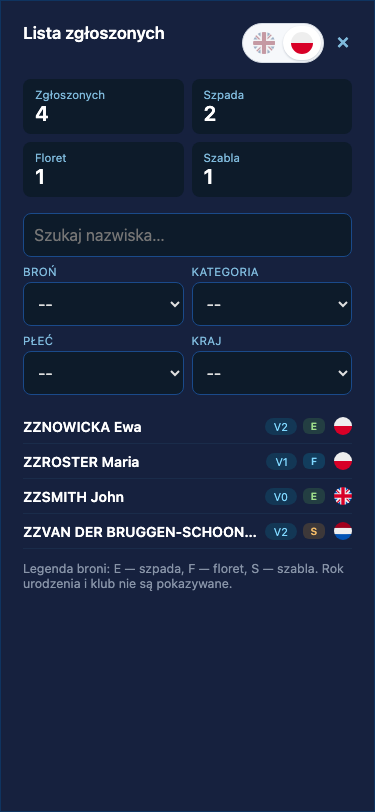 Lista zgłoszonych
×
Zgłoszonych
4
Szpada
2
Floret
1
Szabla
1
Szukaj nazwiska...
BROŃ
KATEGORIA
--
--
PŁEĆ
KRAJ
--
--
ZZNOWICKA Ewa V2 E
ZZROSTER Maria V1 F
ZZSMITH John V0 E
ZZVAN DER BRUGGEN-SCHOON... V2 S
Legenda broni: E — szpada, F — floret, S — szabla. Rok
urodzenia i klub nie są pokazywane.